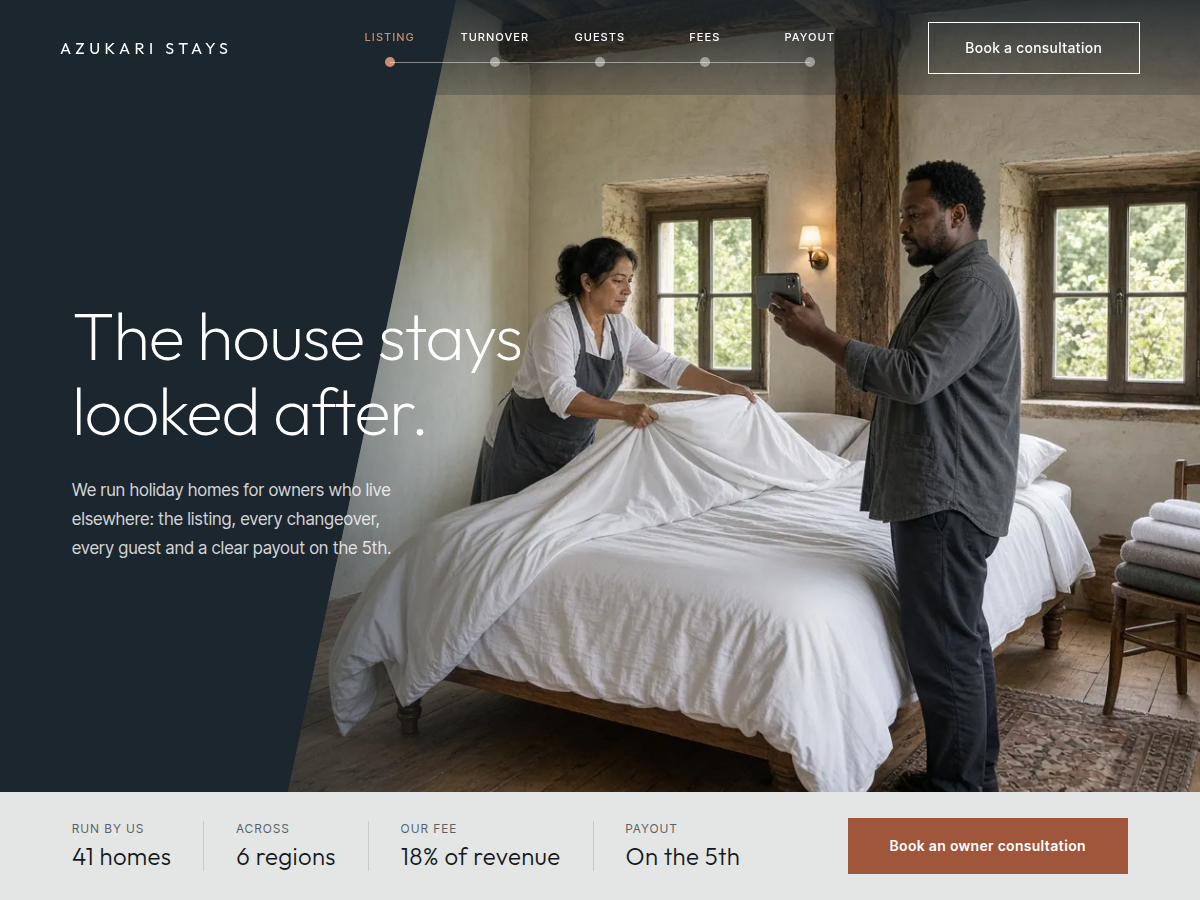 AZUKARI STAYS
LISTING
TURNOVER
GUESTS
FEES
PAYOUT
Book a consultation
The house stays
looked after.
We run holiday homes for owners who live
elsewhere: the listing, every changeover,
every guest and a clear payout on the 5th.
RUN BY US
41 homes
ACROSS
6 regions
OUR FEE
18% of revenue
PAYOUT
On the 5th
Book an owner consultation